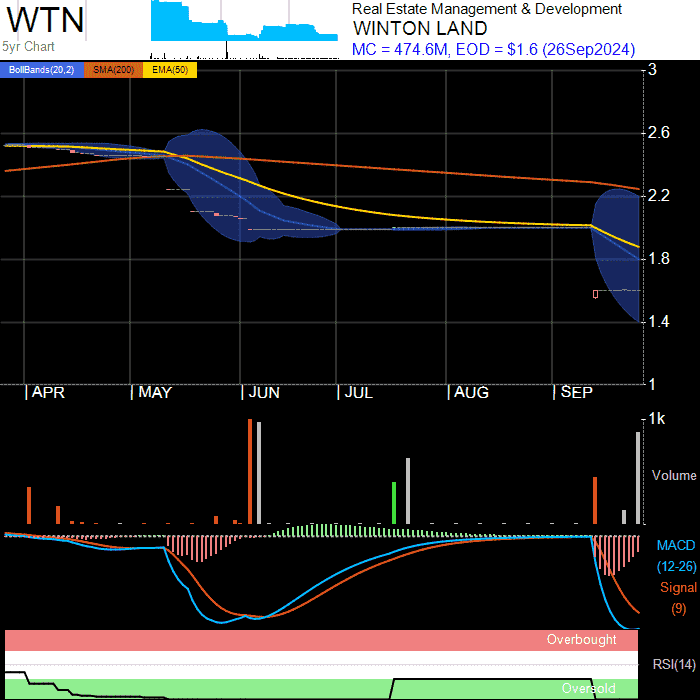 WTN
5yr Chart
Real Estate Management & Development
WINTON LAND
MC = 474.6M, EOD = $1.6 (26Sep2024)
BollBands(20,2) SMA(200) EMA(50)
3
2.6
2.2
1.8
1.4
1
APR MAY JUN JUL AUG SEP
1k
Volume
MACD
(12-26)
Signal
(9)
Overbought
RSI(14)
Oversold